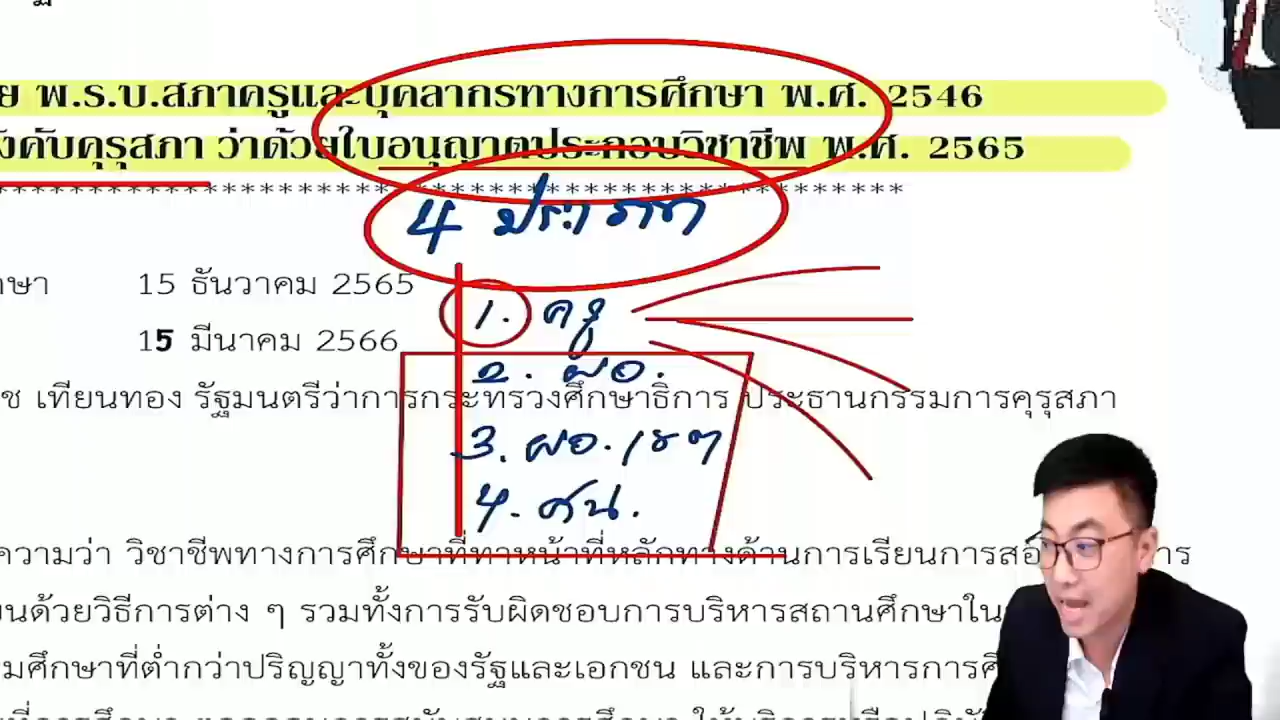 ย พ.ร.บ.สภาครูและบุคลากรทางการศึกษา พ.ศ. 2546
ังคับคุรุสภา ว่าด้วยใบอนุญาตประกอบวิชาชีพ พ.ศ. 2565
4 ประเภท
ษา 15 ธันวาคม 2565
1. ครู
15 มีนาคม 2566
2. ผอ.
ช เทียนทอง รัฐมนตรีว่าการกระทรวงศึกษาธิการ ประธานกรรมการคุรุสภา
3. ผอ.เขต
4. ศน.
ความว่า วิชาชีพทางการศึกษาที่ทำหน้าที่หลักทางด้านการเรียนการสอน การ
นด้วยวิธีการต่าง ๆ รวมทั้งการรับผิดชอบการบริหารสถานศึกษาใน
มศึกษาที่ต่ำกว่าปริญญาทั้งของรัฐและเอกชน และการบริหารการศึ